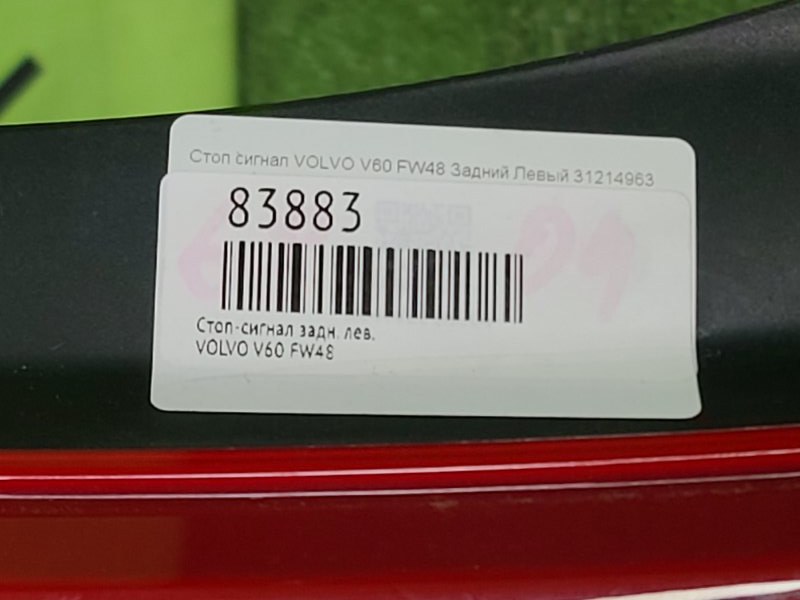 Стоп сигнал VOLVO V60 FW48 Задний Левый 31214963
83883
Стоп-сигнал задн. лев.
VOLVO V60 FW48